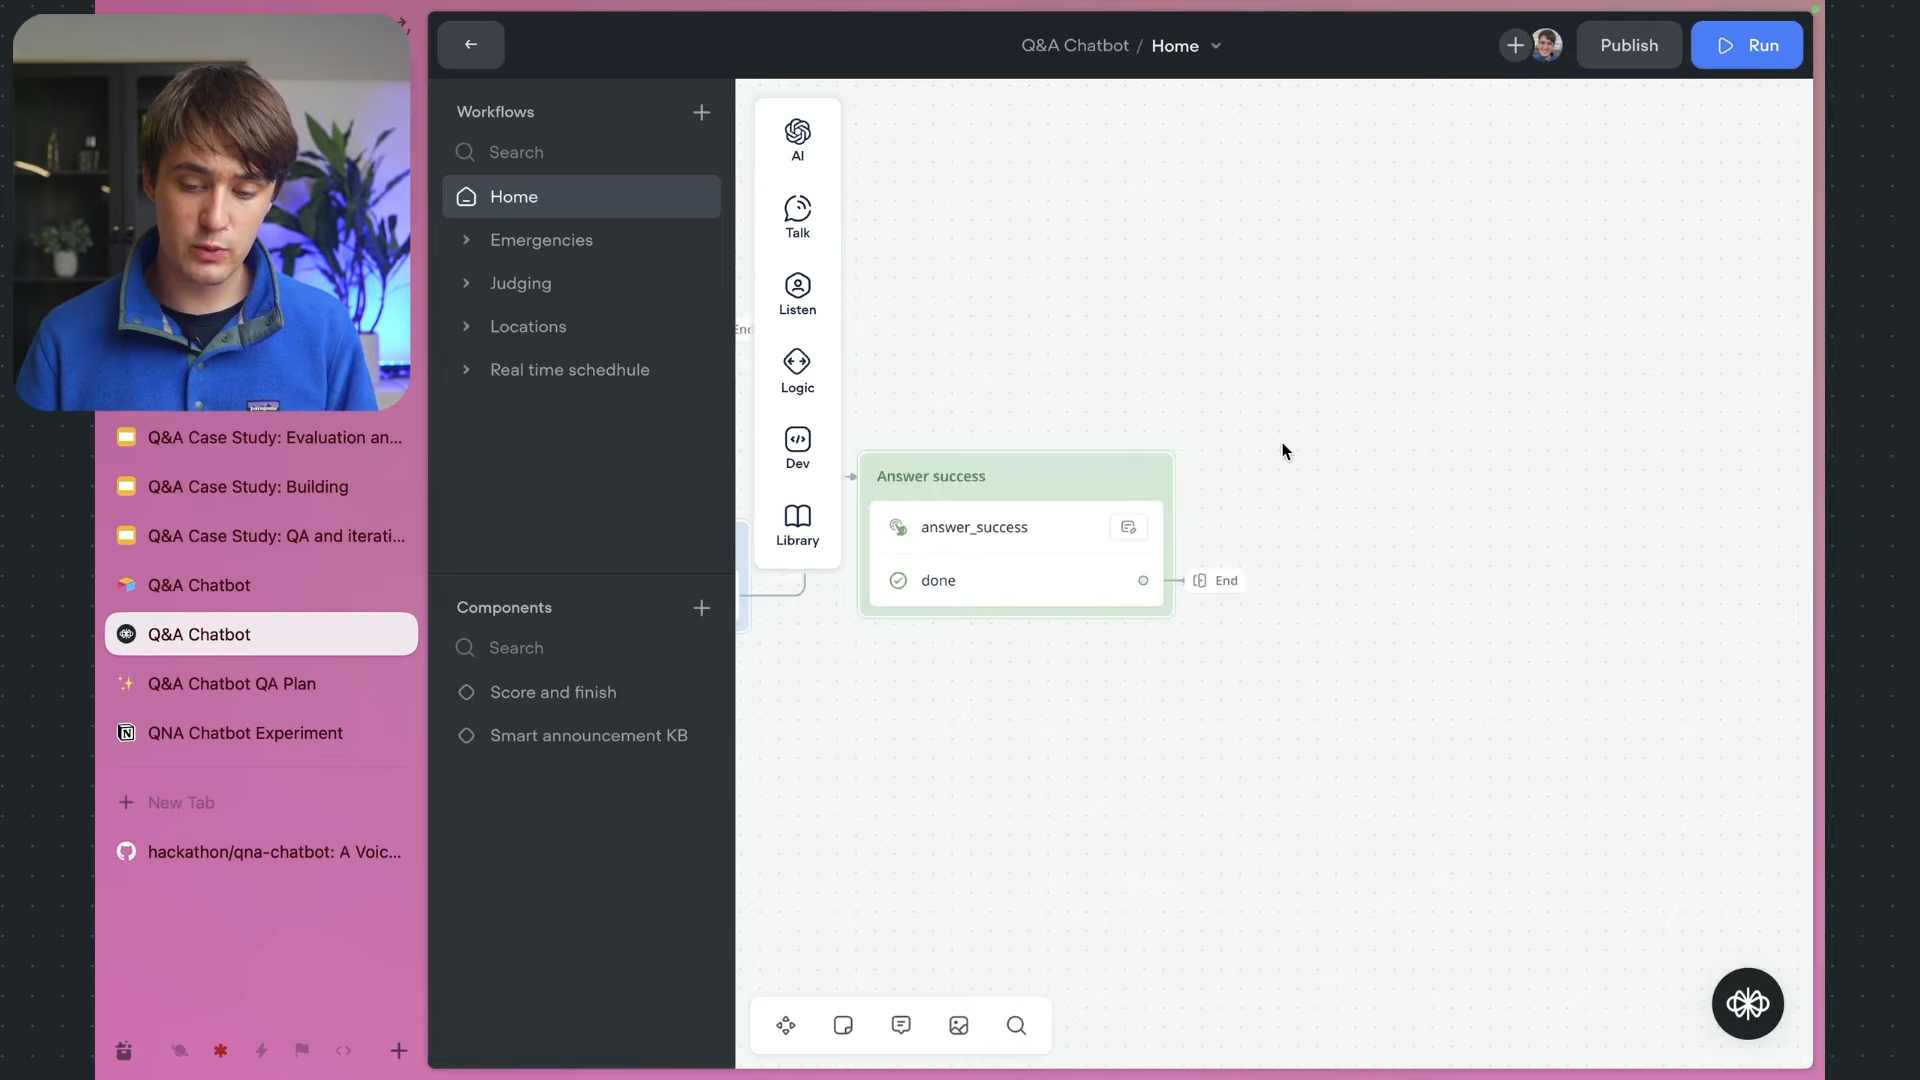 Q&A Chatbot / Home
Publish
Run
Workflows
Search
Home
Emergencies
Judging
Locations
Real time schedhule
Components
Search
Score and finish
Smart announcement KB
AI
Talk
Listen
Logic
Dev
Library
End
Answer success
answer_success
done
End
Q&A Case Study: Evaluation an...
Q&A Case Study: Building
Q&A Case Study: QA and iterati...
Q&A Chatbot
Q&A Chatbot
Q&A Chatbot QA Plan
QNA Chatbot Experiment
New Tab
hackathon/qna-chatbot: A Voic...
patagonia